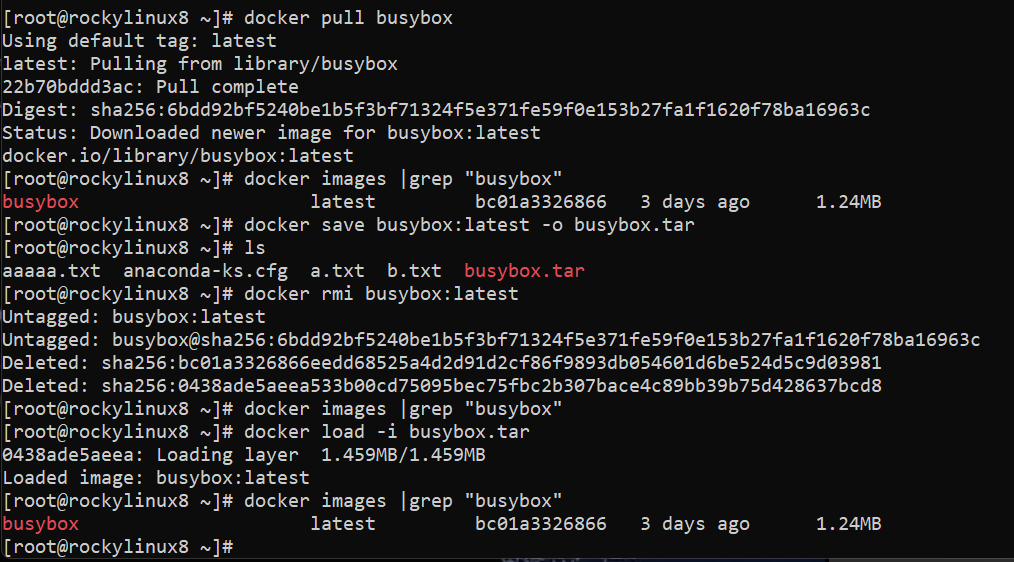 [root@rockylinux8 ~]# docker pull busybox
Using default tag: latest
latest: Pulling from library/busybox
22b70bddd3ac: Pull complete
Digest: sha256:6bdd92bf5240be1b5f3bf71324f5e371fe59f0e153b27fa1f1620f78ba16963c
Status: Downloaded newer image for busybox:latest
docker.io/library/busybox:latest
[root@rockylinux8 ~]# docker images |grep "busybox"
busybox                     latest         bc01a3326866   3 days ago      1.24MB
[root@rockylinux8 ~]# docker save busybox:latest -o busybox.tar
[root@rockylinux8 ~]# ls
aaaaa.txt  anaconda-ks.cfg  a.txt  b.txt  busybox.tar
[root@rockylinux8 ~]# docker rmi busybox:latest
Untagged: busybox:latest
Untagged: busybox@sha256:6bdd92bf5240be1b5f3bf71324f5e371fe59f0e153b27fa1f1620f78ba16963c
Deleted: sha256:bc01a3326866eedd68525a4d2d91d2cf86f9893db054601d6be524d5c9d03981
Deleted: sha256:0438ade5aeea533b00cd75095bec75fbc2b307bace4c89bb39b75d428637bcd8
[root@rockylinux8 ~]# docker images |grep "busybox"
[root@rockylinux8 ~]# docker load -i busybox.tar
0438ade5aeea: Loading layer  1.459MB/1.459MB
Loaded image: busybox:latest
[root@rockylinux8 ~]# docker images |grep "busybox"
busybox                     latest         bc01a3326866   3 days ago      1.24MB
[root@rockylinux8 ~]#